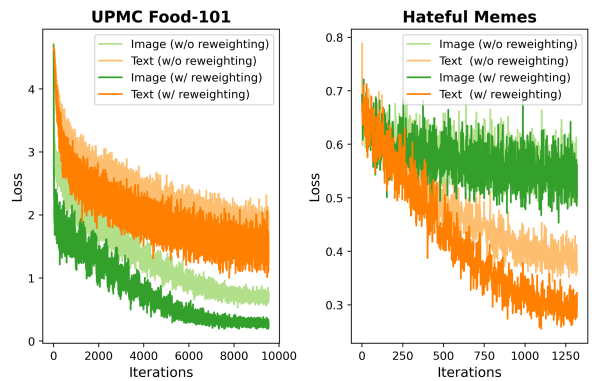 UPMC Food-101
Image (w/o reweighting)
Text (w/o reweighting)
Image (w/ reweighting)
Text (w/ reweighting)
Loss
4
3
2
1
0
0 2000 4000 6000 8000 10000
Iterations
Hateful Memes
Image (w/o reweighting)
Text (w/o reweighting)
Image (w/ reweighting)
Text (w/ reweighting)
Loss
0.8
0.7
0.6
0.5
0.4
0.3
0 250 500 750 1000 1250
Iterations